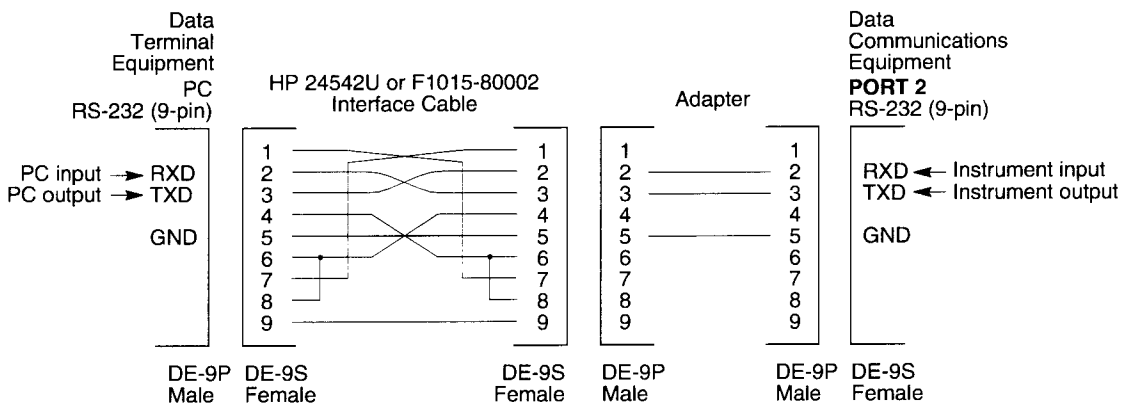 Data
Terminal
Equipment
PC
RS-232 (9-pin)
HP 24542U or F1015-80002
Interface Cable
Adapter
Data
Communications
Equipment
PORT 2
RS-232 (9-pin)
1 1 1 1
PC input RXD 2 2 2 2 RXD Instrument input
PC output TXD 3 3 3 3 TXD Instrument output
4 4 4 4
GND 5 5 5 5 GND
6 6 6 6
7 7 7 7
8 8 8 8
9 9 9 9
DE-9P DE-9S DE-9S DE-9P DE-9P DE-9S
Male Female Female Male Male Female